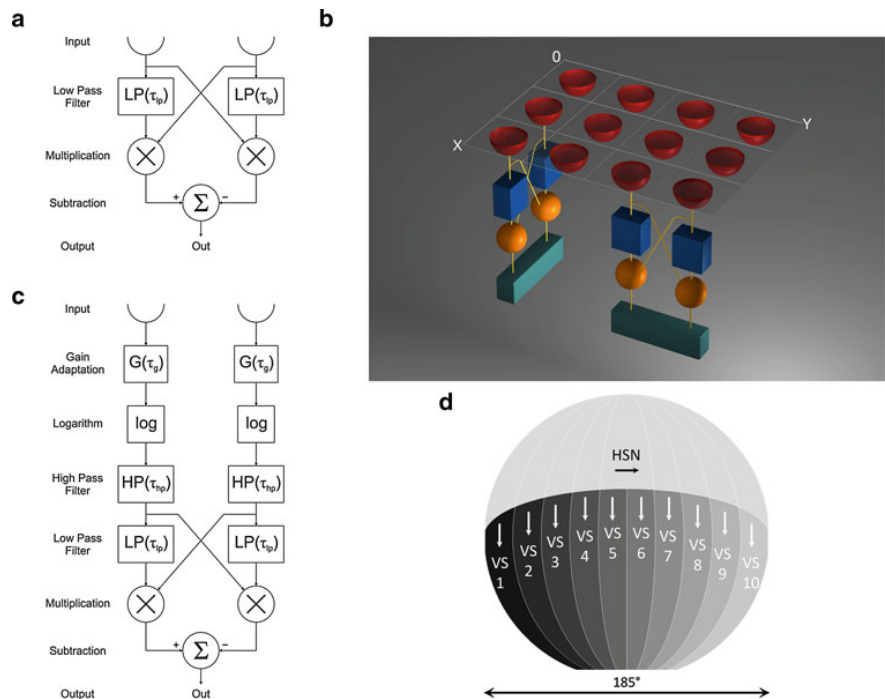 a
Input
Low Pass
Filter
LP(τlp) LP(τlp)
Multiplication
+ −
Subtraction
Σ
Output
Out
b
0
X
Y
c
Input
Gain
Adaptation
G(τg) G(τg)
Logarithm
log log
High Pass
Filter
HP(τhp) HP(τhp)
Low Pass
Filter
LP(τlp) LP(τlp)
Multiplication
+ −
Subtraction
Σ
Output
Out
d
HSN
VS
1
VS
2
VS
3
VS
4
VS
5
VS
6
VS
7
VS
8
VS
9
VS
10
185°